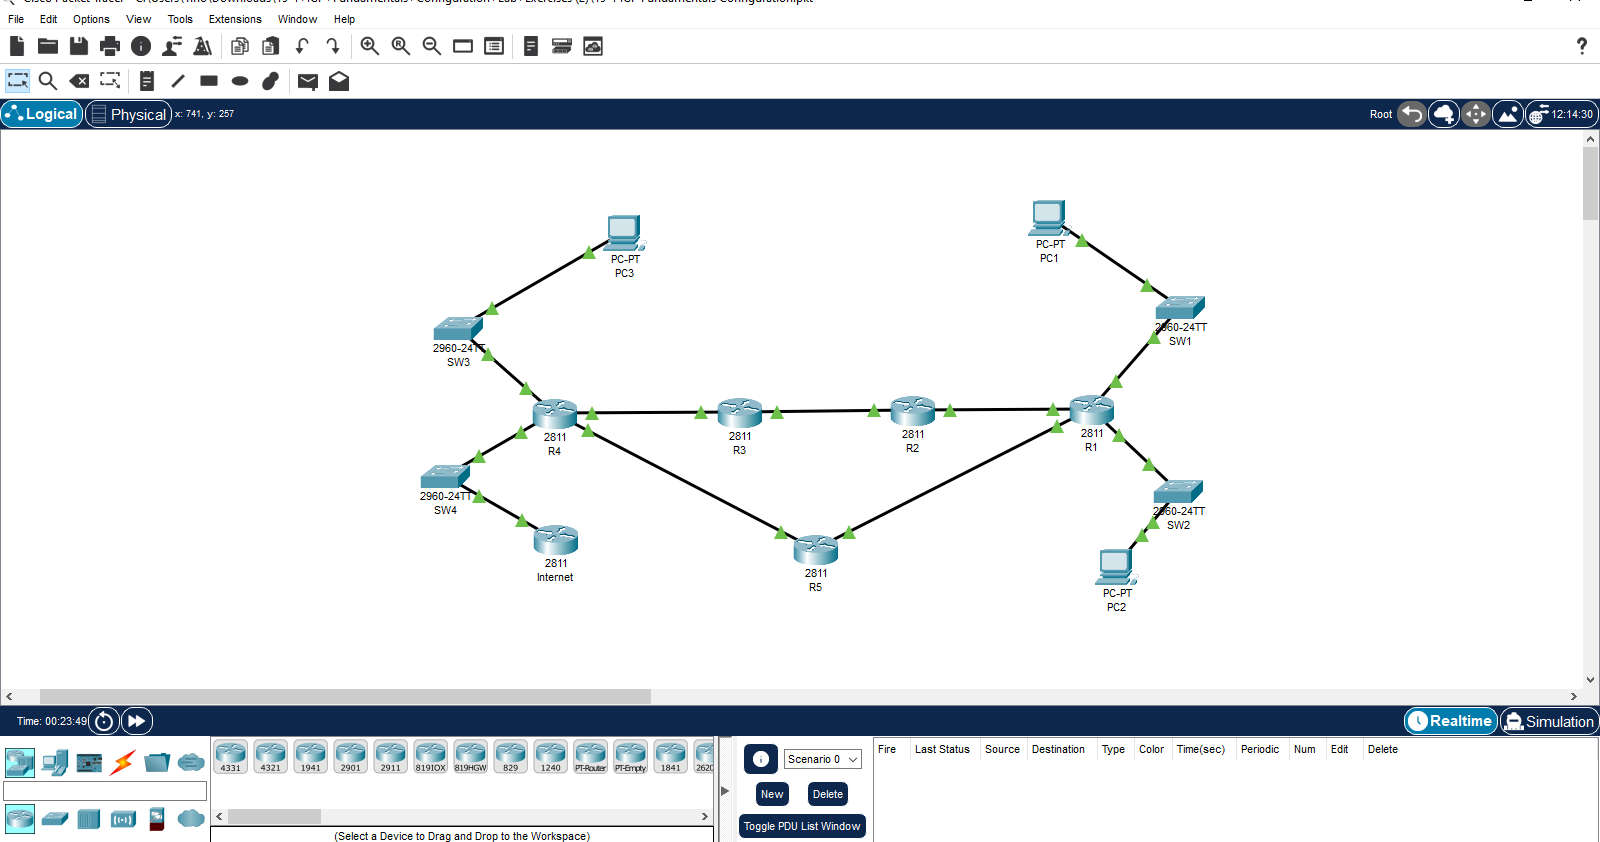 File Edit Options View Tools Extensions Window Help
?
Logical Physical x: 741, y: 257 Root 12:14:30
PC-PT
PC3
PC-PT
PC1
2960-24TT
SW3
2960-24TT
SW1
2811
R4
2811
R3
2811
R2
2811
R1
2960-24TT
SW4
2960-24TT
SW2
2811
Internet
2811
R5
PC-PT
PC2
Time: 00:23:49 Realtime Simulation
4331 4321 1941 2901 2911 819IOX 819HGW 829 1240 PT-Router PT-Empty 1841 2620
(Select a Device to Drag and Drop to the Workspace)
Scenario 0
New Delete
Toggle PDU List Window
Fire Last Status Source Destination Type Color Time(sec) Periodic Num Edit Delete